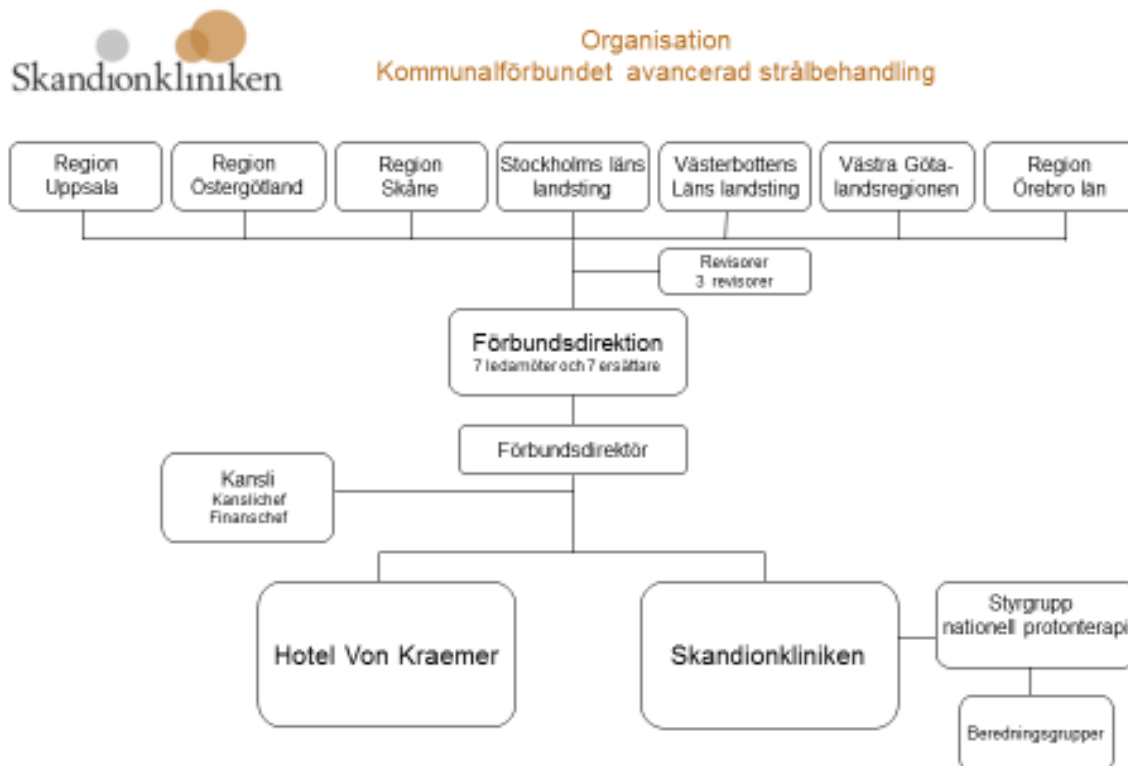 Skandionkliniken
Organisation
Kommunalförbundet avancerad strålbehandling
Region
Uppsala
Region
Östergötland
Region
Skåne
Stockholms läns
landsting
Västerbottens
Läns landsting
Västra Göta-
landsregionen
Region
Örebro län
Revisorer
3 revisorer
Förbundsdirektion
7 ledamöter och 7 ersättare
Förbundsdirektör
Kansli
Kanslichef
Finanschef
Hotel Von Kraemer
Skandionkliniken
Styrgrupp
nationell protonterapi
Beredningsgrupper